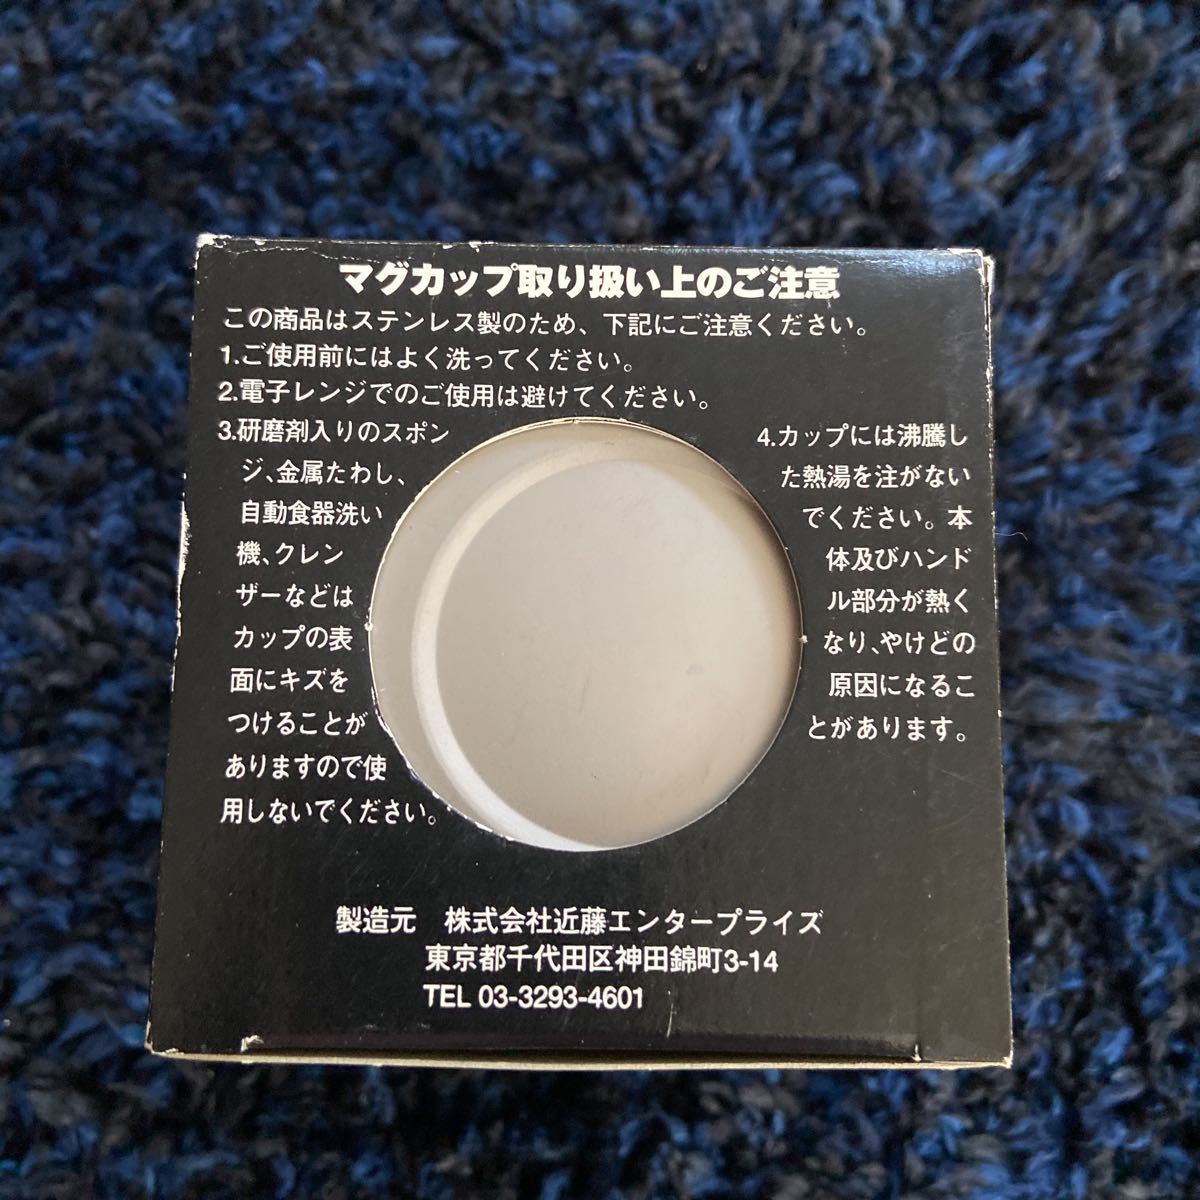 マグカップ取り扱い上のご注意
この商品はステンレス製のため、下記にご注意ください。
1.ご使用前にはよく洗ってください。
2.電子レンジでのご使用は避けてください。
3.研磨剤入りのスポン
ジ、金属たわし、
自動食器洗い
機、クレン
ザーなどは
カップの表
面にキズを
つけることが
ありますので使
用しないでください。
4.カップには沸騰し
た熱湯を注がない
でください。本
体及びハンド
ル部分が熱く
なり、やけどの
原因になるこ
とがあります。
製造元 株式会社近藤エンタープライズ
東京都千代田区神田錦町3-14
TEL 03-3293-4601